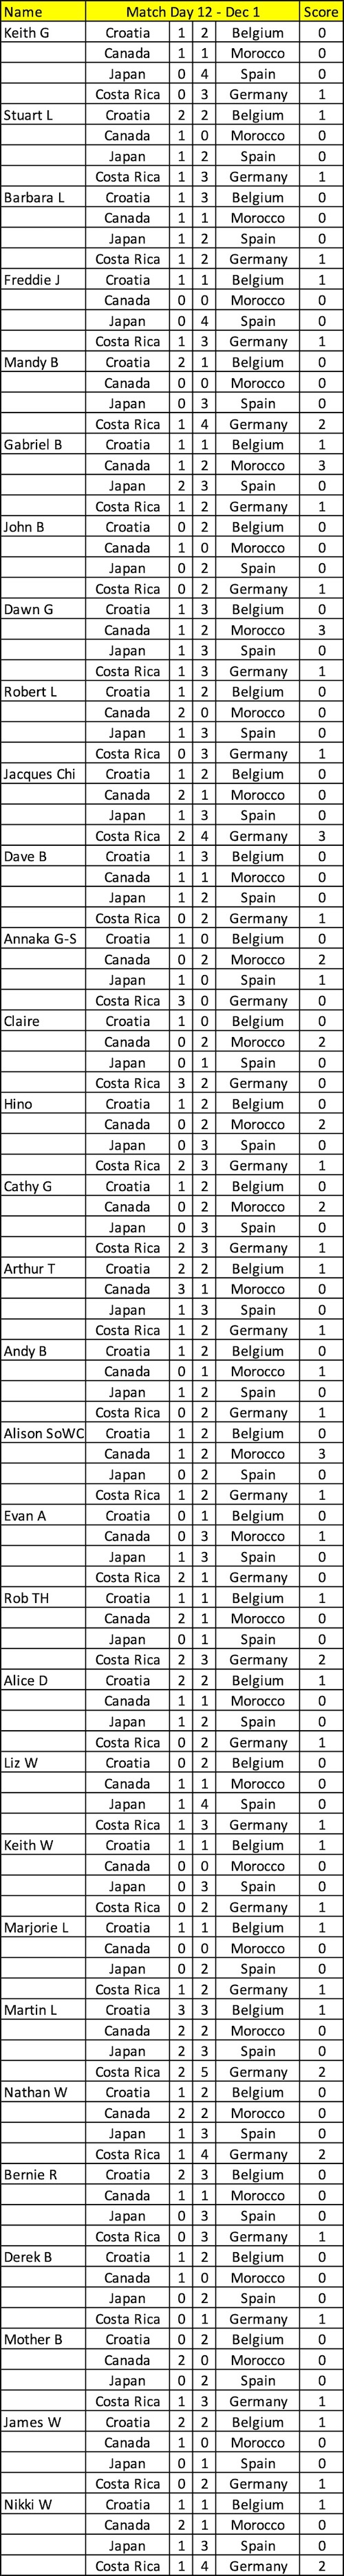 Name Match Day 12 - Dec 1 Score
Keith G Croatia 1 2 Belgium 0
Canada 1 1 Morocco 0
Japan 0 4 Spain 0
Costa Rica 0 3 Germany 1
Stuart L Croatia 2 2 Belgium 1
Canada 1 0 Morocco 0
Japan 1 2 Spain 0
Costa Rica 1 3 Germany 1
Barbara L Croatia 1 3 Belgium 0
Canada 1 1 Morocco 0
Japan 1 2 Spain 0
Costa Rica 1 2 Germany 1
Freddie J Croatia 1 1 Belgium 1
Canada 0 0 Morocco 0
Japan 0 4 Spain 0
Costa Rica 1 3 Germany 1
Mandy B Croatia 2 1 Belgium 0
Canada 0 0 Morocco 0
Japan 0 3 Spain 0
Costa Rica 1 4 Germany 2
Gabriel B Croatia 1 1 Belgium 1
Canada 1 2 Morocco 3
Japan 2 3 Spain 0
Costa Rica 1 2 Germany 1
John B Croatia 0 2 Belgium 0
Canada 1 0 Morocco 0
Japan 0 2 Spain 0
Costa Rica 0 2 Germany 1
Dawn G Croatia 1 3 Belgium 0
Canada 1 2 Morocco 3
Japan 1 3 Spain 0
Costa Rica 1 3 Germany 1
Robert L Croatia 1 2 Belgium 0
Canada 2 0 Morocco 0
Japan 1 3 Spain 0
Costa Rica 0 3 Germany 1
Jacques Chi Croatia 1 2 Belgium 0
Canada 2 1 Morocco 0
Japan 1 3 Spain 0
Costa Rica 2 4 Germany 3
Dave B Croatia 1 3 Belgium 0
Canada 1 1 Morocco 0
Japan 1 2 Spain 0
Costa Rica 0 2 Germany 1
Annaka G-S Croatia 1 0 Belgium 0
Canada 0 2 Morocco 2
Japan 1 0 Spain 1
Costa Rica 3 0 Germany 0
Claire Croatia 1 0 Belgium 0
Canada 0 2 Morocco 2
Japan 0 1 Spain 0
Costa Rica 3 2 Germany 0
Hino Croatia 1 2 Belgium 0
Canada 0 2 Morocco 2
Japan 0 3 Spain 0
Costa Rica 2 3 Germany 1
Cathy G Croatia 1 2 Belgium 0
Canada 0 2 Morocco 2
Japan 0 3 Spain 0
Costa Rica 2 3 Germany 1
Arthur T Croatia 2 2 Belgium 1
Canada 3 1 Morocco 0
Japan 1 3 Spain 0
Costa Rica 1 2 Germany 1
Andy B Croatia 1 2 Belgium 0
Canada 0 1 Morocco 1
Japan 1 2 Spain 0
Costa Rica 0 2 Germany 1
Alison SoWC Croatia 1 2 Belgium 0
Canada 1 2 Morocco 3
Japan 0 2 Spain 0
Costa Rica 1 2 Germany 1
Evan A Croatia 0 1 Belgium 0
Canada 0 3 Morocco 1
Japan 1 3 Spain 0
Costa Rica 2 1 Germany 0
Rob TH Croatia 1 1 Belgium 1
Canada 2 1 Morocco 0
Japan 0 1 Spain 0
Costa Rica 2 3 Germany 2
Alice D Croatia 2 2 Belgium 1
Canada 1 1 Morocco 0
Japan 1 2 Spain 0
Costa Rica 0 2 Germany 1
Liz W Croatia 0 2 Belgium 0
Canada 1 1 Morocco 0
Japan 1 4 Spain 0
Costa Rica 1 3 Germany 1
Keith W Croatia 1 1 Belgium 1
Canada 0 0 Morocco 0
Japan 0 3 Spain 0
Costa Rica 0 2 Germany 1
Marjorie L Croatia 1 1 Belgium 1
Canada 0 0 Morocco 0
Japan 0 2 Spain 0
Costa Rica 1 2 Germany 1
Martin L Croatia 3 3 Belgium 1
Canada 2 2 Morocco 0
Japan 2 3 Spain 0
Costa Rica 2 5 Germany 2
Nathan W Croatia 1 2 Belgium 0
Canada 2 2 Morocco 0
Japan 1 3 Spain 0
Costa Rica 1 4 Germany 2
Bernie R Croatia 2 3 Belgium 0
Canada 1 1 Morocco 0
Japan 0 3 Spain 0
Costa Rica 0 3 Germany 1
Derek B Croatia 1 2 Belgium 0
Canada 1 0 Morocco 0
Japan 0 2 Spain 0
Costa Rica 0 1 Germany 1
Mother B Croatia 0 2 Belgium 0
Canada 2 0 Morocco 0
Japan 0 2 Spain 0
Costa Rica 1 3 Germany 1
James W Croatia 2 2 Belgium 1
Canada 1 0 Morocco 0
Japan 0 1 Spain 0
Costa Rica 0 2 Germany 1
Nikki W Croatia 1 1 Belgium 1
Canada 2 1 Morocco 0
Japan 1 3 Spain 0
Costa Rica 1 4 Germany 2